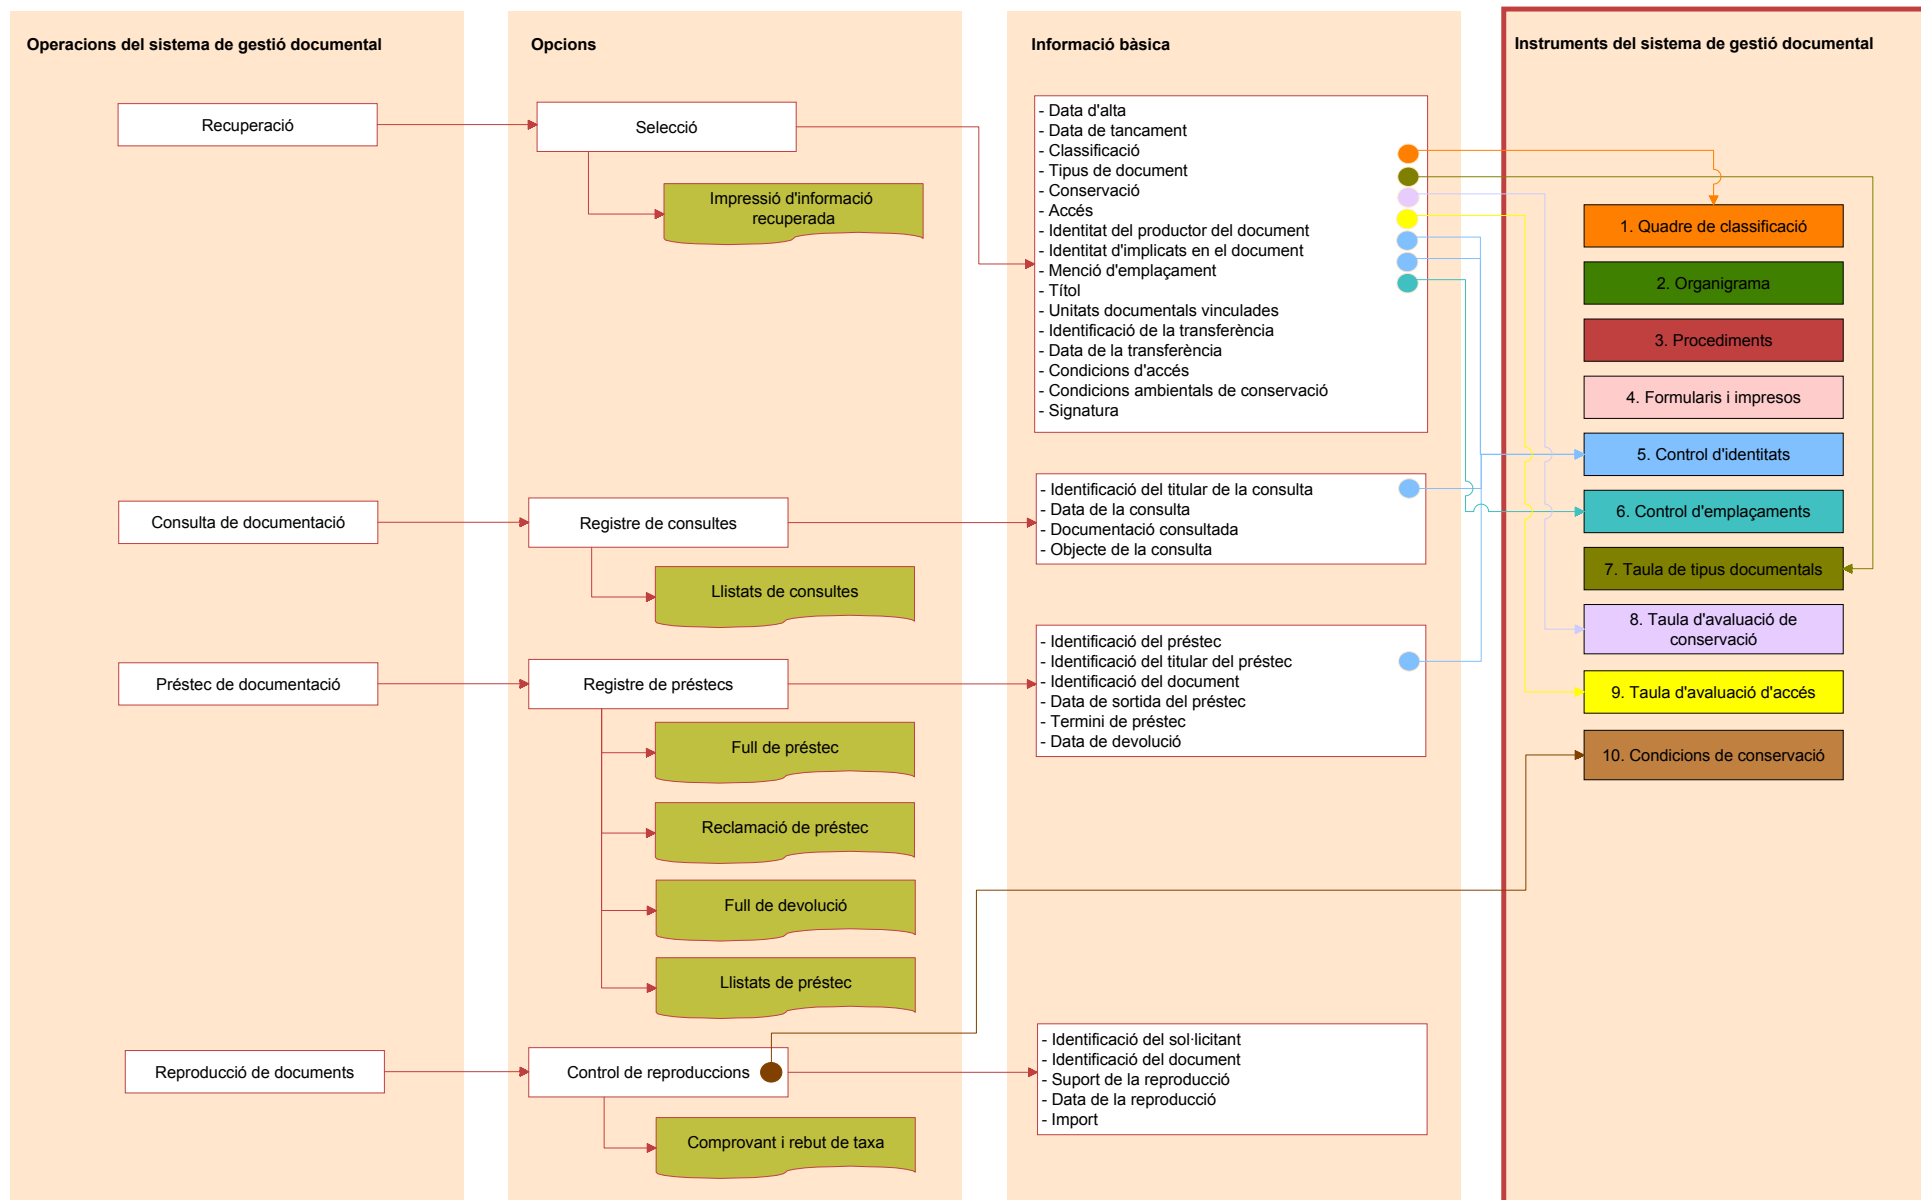 Operacions del sistema de gestió documental
Opcions
Informació bàsica
Instruments del sistema de gestió documental
Recuperació
Selecció
Impressió d'informació
recuperada
- Data d'alta
- Data de tancament
- Classificació
- Tipus de document
- Conservació
- Accés
- Identitat del productor del document
- Identitat d'implicats en el document
- Menció d'emplaçament
- Títol
- Unitats documentals vinculades
- Identificació de la transferència
- Data de la transferència
- Condicions d'accés
- Condicions ambientals de conservació
- Signatura
Consulta de documentació
Registre de consultes
Llistats de consultes
- Identificació del titular de la consulta
- Data de la consulta
- Documentació consultada
- Objecte de la consulta
Préstec de documentació
Registre de préstecs
Full de préstec
Reclamació de préstec
Full de devolució
Llistats de préstec
- Identificació del préstec
- Identificació del titular del préstec
- Identificació del document
- Data de sortida del préstec
- Termini de préstec
- Data de devolució
Reproducció de documents
Control de reproduccions
Comprovant i rebut de taxa
- Identificació del sol·licitant
- Identificació del document
- Suport de la reproducció
- Data de la reproducció
- Import
1. Quadre de classificació
2. Organigrama
3. Procediments
4. Formularis i impresos
5. Control d'identitats
6. Control d'emplaçaments
7. Taula de tipus documentals
8. Taula d'avaluació de
conservació
9. Taula d'avaluació d'accés
10. Condicions de conservació